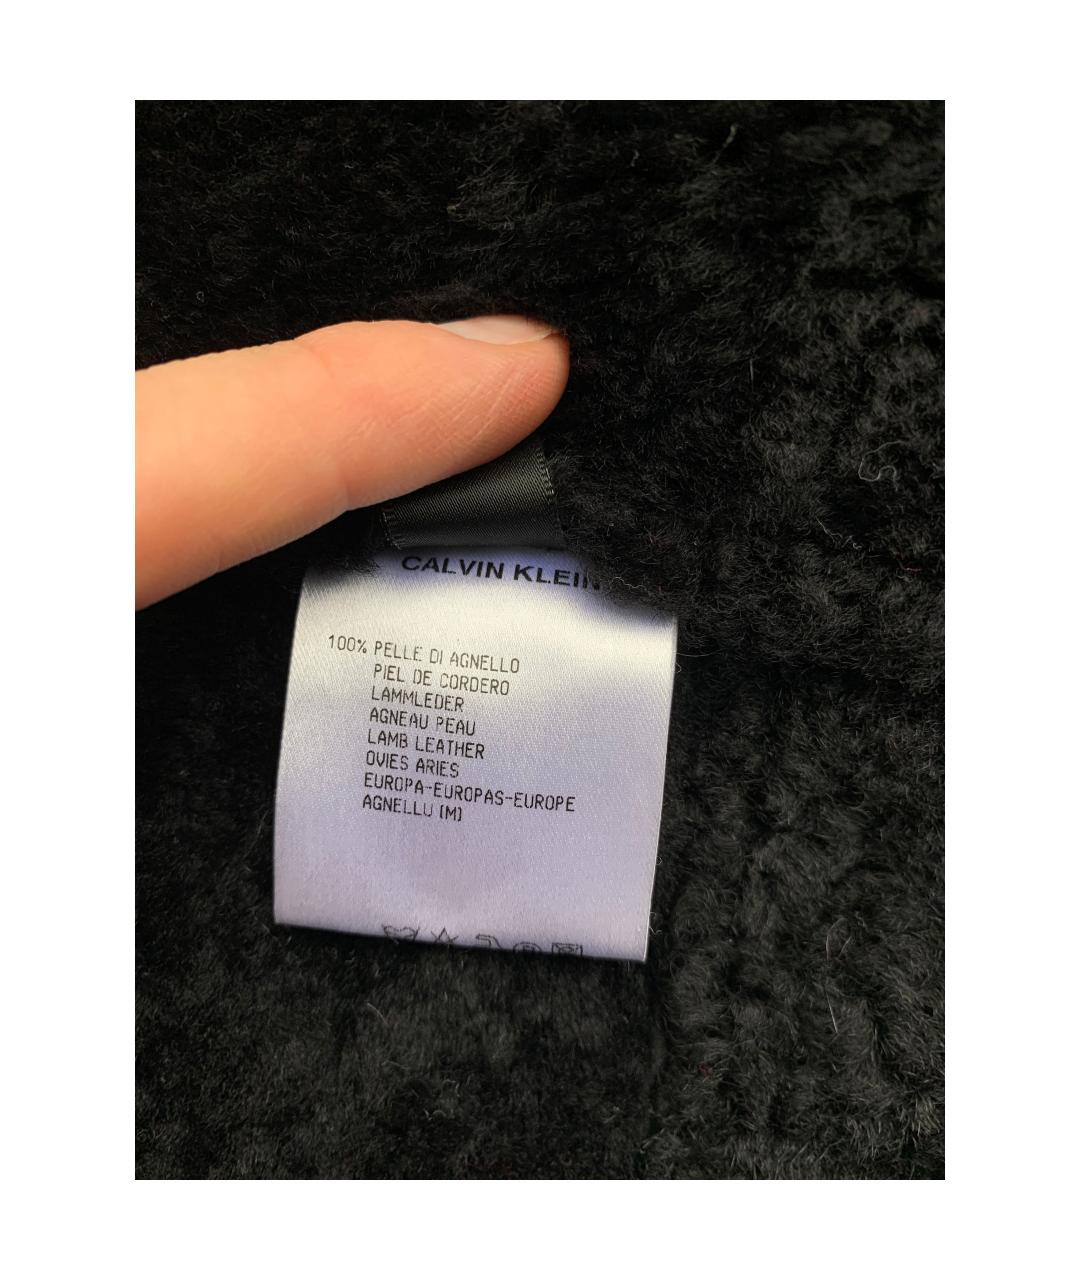 CALVIN KLEIN
100% PELLE DI AGNELLO
PIEL DE CORDERO
LAMMLEDER
AGNEAU PEAU
LAMB LEATHER
OVIES ARIES
EUROPA-EUROPAS-EUROPE
AGNELLU (M)